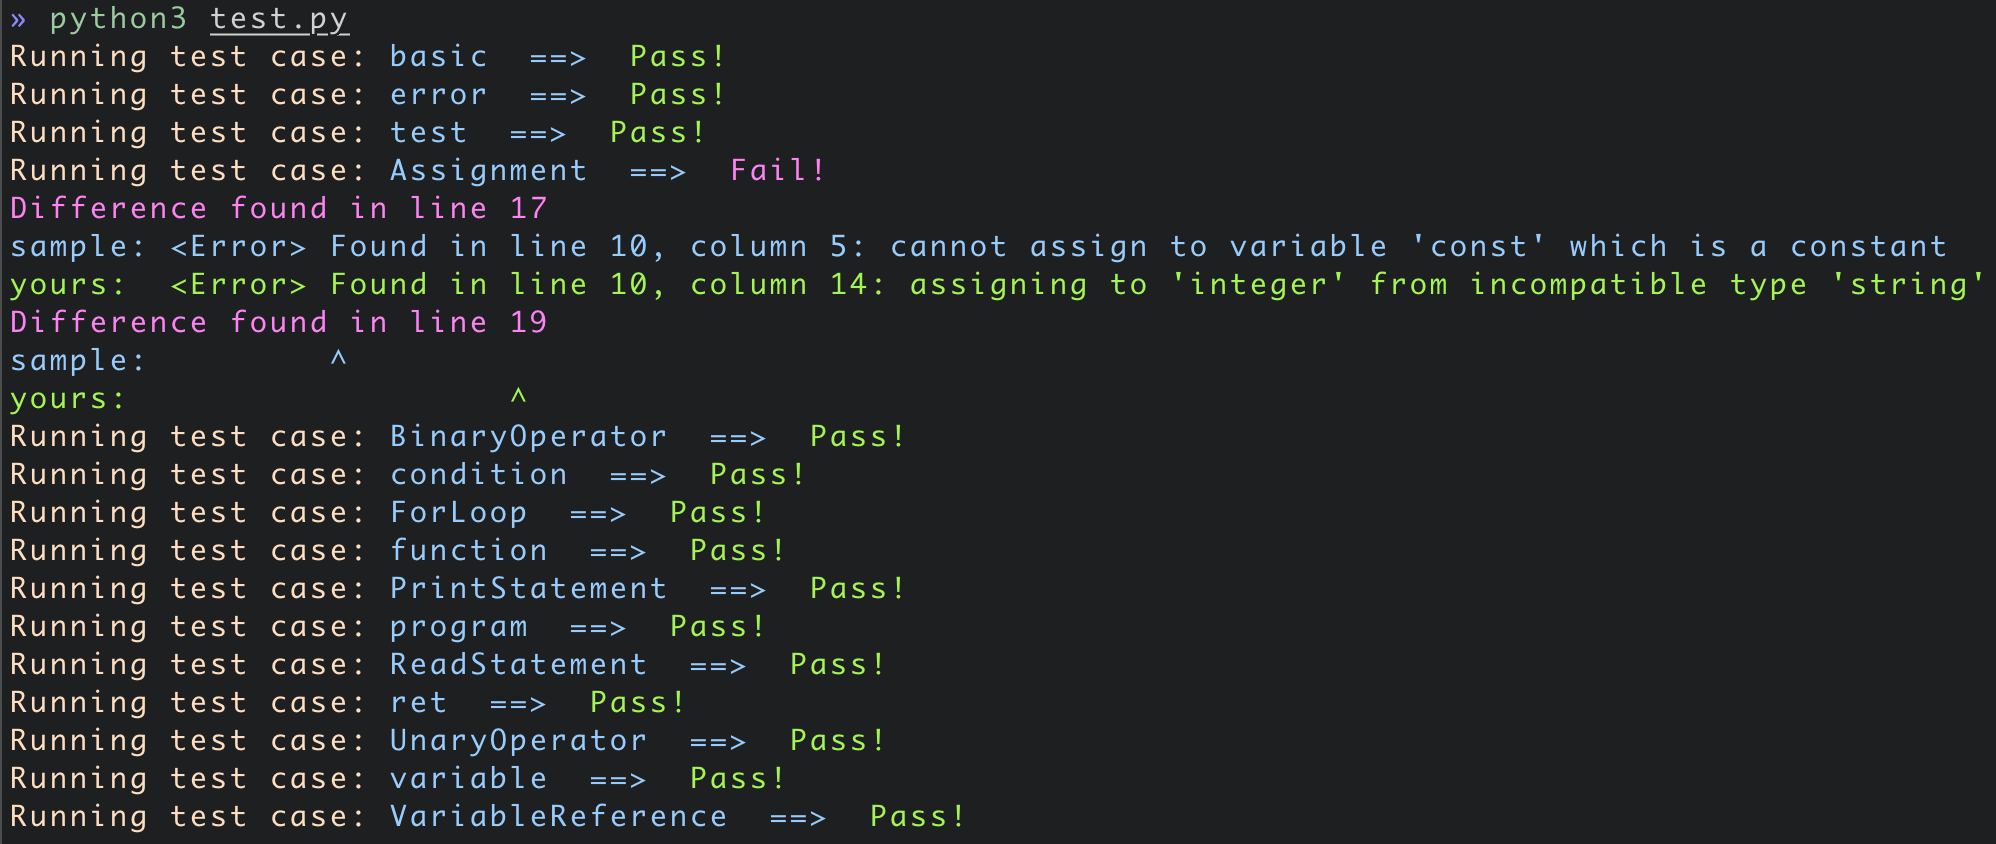 » python3 test.py
Running test case: basic  ==>  Pass!
Running test case: error  ==>  Pass!
Running test case: test  ==>  Pass!
Running test case: Assignment  ==>  Fail!
Difference found in line 17
sample: <Error> Found in line 10, column 5: cannot assign to variable 'const' which is a constant
yours:  <Error> Found in line 10, column 14: assigning to 'integer' from incompatible type 'string'
Difference found in line 19
sample:         ^
yours:                   ^
Running test case: BinaryOperator  ==>  Pass!
Running test case: condition  ==>  Pass!
Running test case: ForLoop  ==>  Pass!
Running test case: function  ==>  Pass!
Running test case: PrintStatement  ==>  Pass!
Running test case: program  ==>  Pass!
Running test case: ReadStatement  ==>  Pass!
Running test case: ret  ==>  Pass!
Running test case: UnaryOperator  ==>  Pass!
Running test case: variable  ==>  Pass!
Running test case: VariableReference  ==>  Pass!